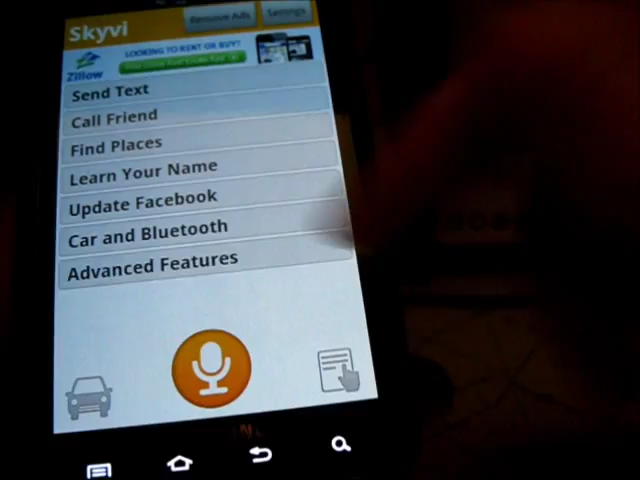 Skyvi
Remove Ads
Settings
Zillow
LOOKING TO RENT OR BUY?
Send Text
Call Friend
Find Places
Learn Your Name
Update Facebook
Car and Bluetooth
Advanced Features